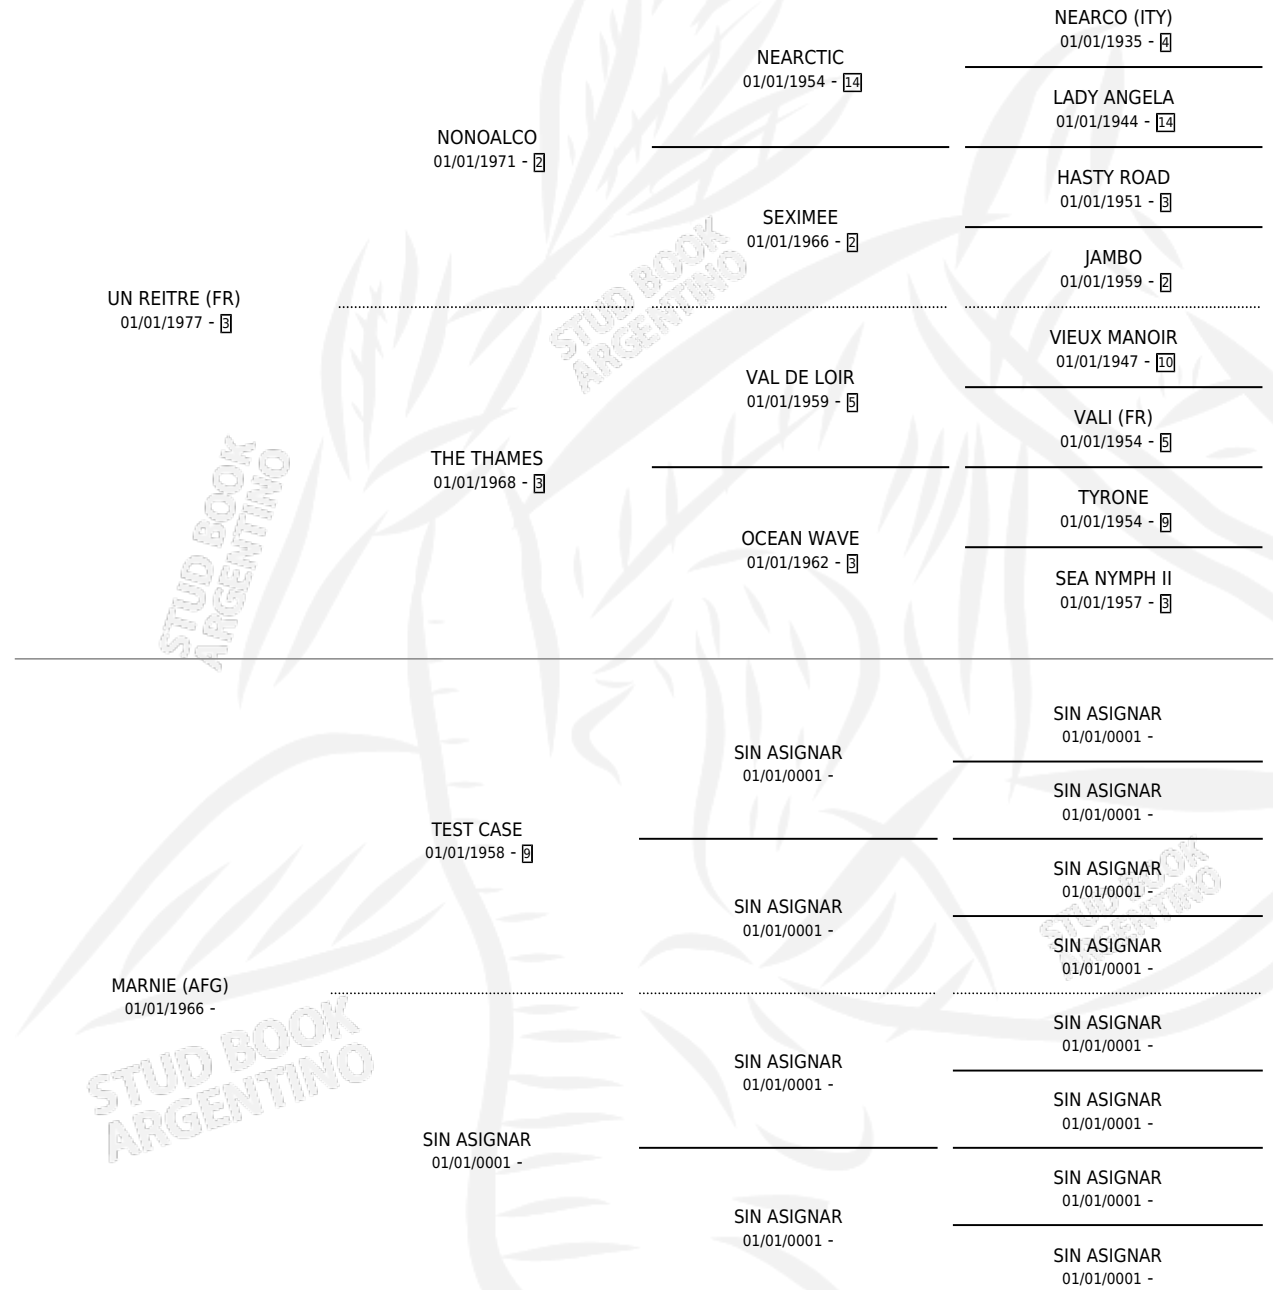 NEARCO (ITY)
01/01/1935 - 4
NEARCTIC
01/01/1954 - 14
LADY ANGELA
01/01/1944 - 14
NONOALCO
01/01/1971 - 2
HASTY ROAD
01/01/1951 - 3
SEXIMEE
01/01/1966 - 2
JAMBO
01/01/1959 - 2
UN REITRE (FR)
01/01/1977 - 3
VIEUX MANOIR
01/01/1947 - 10
VAL DE LOIR
01/01/1959 - 5
VALI (FR)
01/01/1954 - 5
THE THAMES
01/01/1968 - 3
TYRONE
01/01/1954 - 9
OCEAN WAVE
01/01/1962 - 3
SEA NYMPH II
01/01/1957 - 3
SIN ASIGNAR
01/01/0001 -
SIN ASIGNAR
01/01/0001 -
SIN ASIGNAR
01/01/0001 -
TEST CASE
01/01/1958 - 9
SIN ASIGNAR
01/01/0001 -
SIN ASIGNAR
01/01/0001 -
SIN ASIGNAR
01/01/0001 -
MARNIE (AFG)
01/01/1966 -
SIN ASIGNAR
01/01/0001 -
SIN ASIGNAR
01/01/0001 -
SIN ASIGNAR
01/01/0001 -
SIN ASIGNAR
01/01/0001 -
SIN ASIGNAR
01/01/0001 -
SIN ASIGNAR
01/01/0001 -
SIN ASIGNAR
01/01/0001 -
STUD BOOK
ARGENTINO
STUD BOOK
ARGENTINO
STUD BOOK
ARGENTINO
STUD BOOK
ARGENTINO